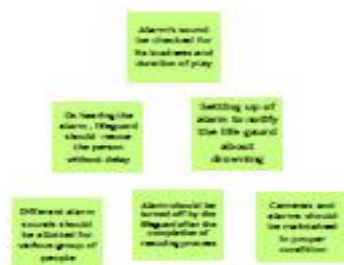 Alarm's sound
be checked for
its loudness and
duration of play
On hearing the
alarm , lifeguard
should rescue
the person
without delay
Setting up of
alarm to notify
the life gaurd
about
drowning
Different alarm
sounds should
be allotted for
various group of
people
Alarm should be
turned off by the
lifeguard after the
completion of
rescuing process
Cameras and
alarms should
be maintained
in proper
condition